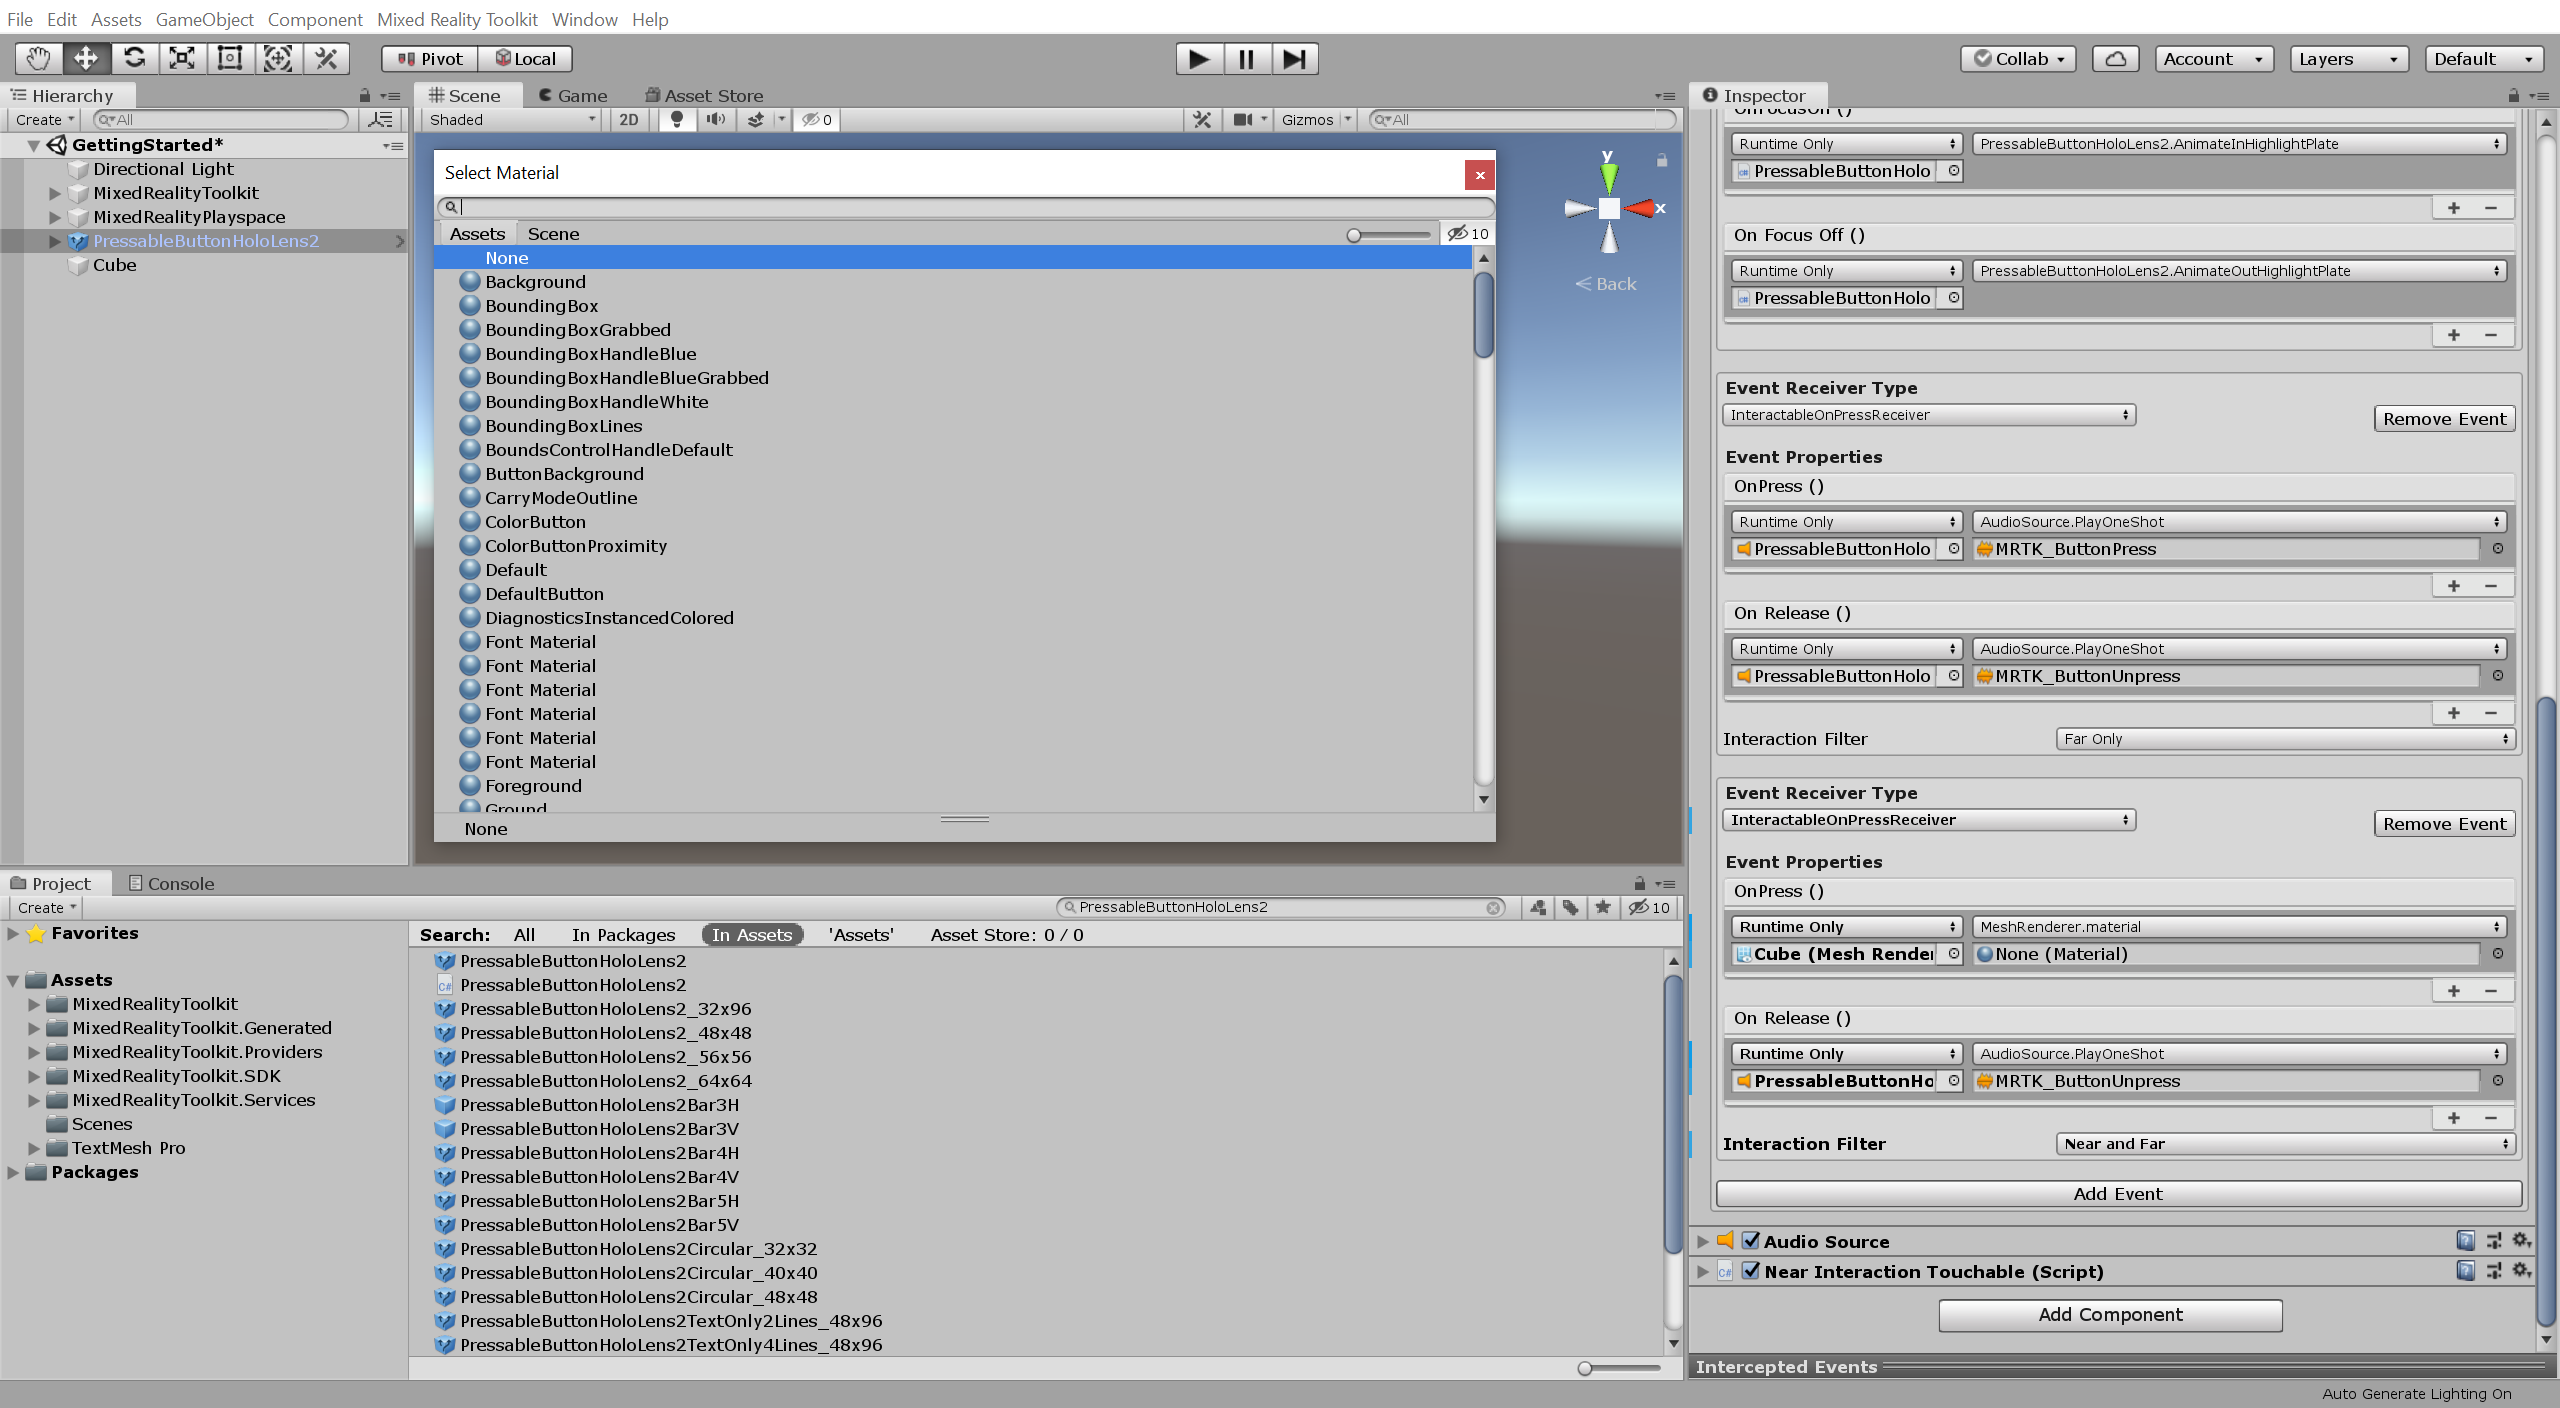 File Edit Assets GameObject Component Mixed Reality Toolkit Window Help
Pivot Local Collab Account Layers Default
Hierarchy
Create All
GettingStarted*
Directional Light
MixedRealityToolkit
MixedRealityPlayspace
PressableButtonHoloLens2
Cube
Scene Game Asset Store
Shaded 2D 0 Gizmos All
Select Material
Assets Scene 10
None
Background
BoundingBox
BoundingBoxGrabbed
BoundingBoxHandleBlue
BoundingBoxHandleBlueGrabbed
BoundingBoxHandleWhite
BoundingBoxLines
BoundsControlHandleDefault
ButtonBackground
CarryModeOutline
ColorButton
ColorButtonProximity
Default
DefaultButton
DiagnosticsInstancedColored
Font Material
Font Material
Font Material
Font Material
Font Material
Font Material
Foreground
Ground
None
y
x
Back
Project Console
Create PressableButtonHoloLens2 10
Favorites
Assets
MixedRealityToolkit
MixedRealityToolkit.Generated
MixedRealityToolkit.Providers
MixedRealityToolkit.SDK
MixedRealityToolkit.Services
Scenes
TextMesh Pro
Packages
Search: All In Packages In Assets 'Assets' Asset Store: 0 / 0
PressableButtonHoloLens2
PressableButtonHoloLens2
PressableButtonHoloLens2_32x96
PressableButtonHoloLens2_48x48
PressableButtonHoloLens2_56x56
PressableButtonHoloLens2_64x64
PressableButtonHoloLens2Bar3H
PressableButtonHoloLens2Bar3V
PressableButtonHoloLens2Bar4H
PressableButtonHoloLens2Bar4V
PressableButtonHoloLens2Bar5H
PressableButtonHoloLens2Bar5V
PressableButtonHoloLens2Circular_32x32
PressableButtonHoloLens2Circular_40x40
PressableButtonHoloLens2Circular_48x48
PressableButtonHoloLens2TextOnly2Lines_48x96
PressableButtonHoloLens2TextOnly4Lines_48x96
Inspector
OnFocusOn ()
Runtime Only PressableButtonHoloLens2.AnimateInHighlightPlate
PressableButtonHolo
On Focus Off ()
Runtime Only PressableButtonHoloLens2.AnimateOutHighlightPlate
PressableButtonHolo
Event Receiver Type
InteractableOnPressReceiver Remove Event
Event Properties
OnPress ()
Runtime Only AudioSource.PlayOneShot
PressableButtonHolo MRTK_ButtonPress
On Release ()
Runtime Only AudioSource.PlayOneShot
PressableButtonHolo MRTK_ButtonUnpress
Interaction Filter Far Only
Event Receiver Type
InteractableOnPressReceiver Remove Event
Event Properties
OnPress ()
Runtime Only MeshRenderer.material
Cube (Mesh Render None (Material)
On Release ()
Runtime Only AudioSource.PlayOneShot
PressableButtonHo MRTK_ButtonUnpress
Interaction Filter Near and Far
Add Event
Audio Source
Near Interaction Touchable (Script)
Add Component
Intercepted Events
Auto Generate Lighting On